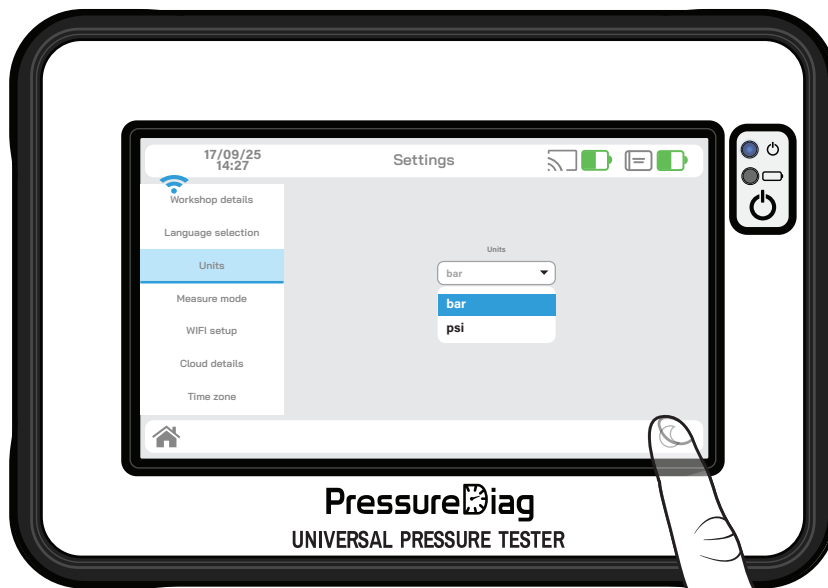 17/09/25
14:27
Settings
Workshop details
Language selection
Units
Measure mode
WIFI setup
Cloud details
Time zone
Units
bar
bar
psi
PressureDiag
UNIVERSAL PRESSURE TESTER